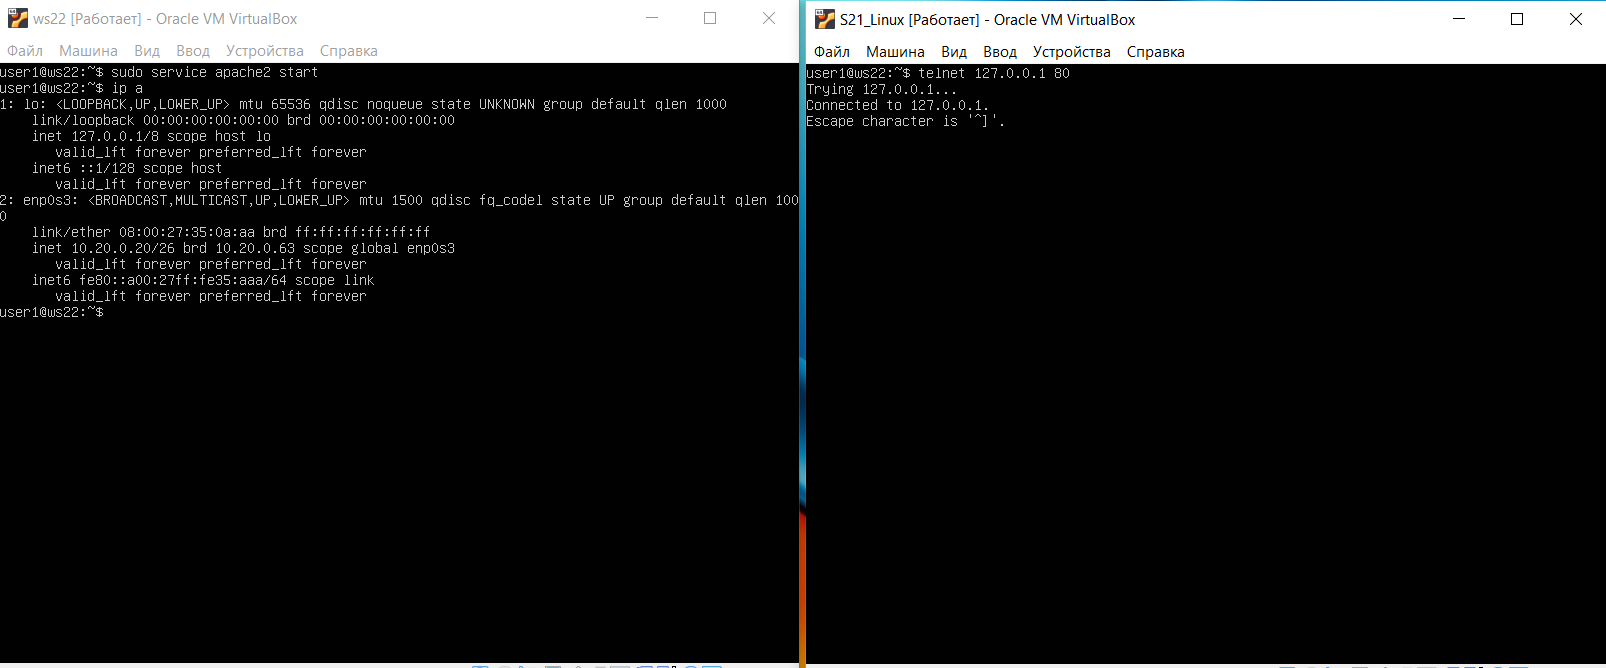 ws22 [Работает] - Oracle VM VirtualBox
Файл Машина Вид Ввод Устройства Справка
user1@ws22:~$ sudo service apache2 start
user1@ws22:~$ ip a
1: lo: <LOOPBACK,UP,LOWER_UP> mtu 65536 qdisc noqueue state UNKNOWN group default qlen 1000
link/loopback 00:00:00:00:00:00 brd 00:00:00:00:00:00
inet 127.0.0.1/8 scope host lo
valid_lft forever preferred_lft forever
inet6 ::1/128 scope host
valid_lft forever preferred_lft forever
2: enp0s3: <BROADCAST,MULTICAST,UP,LOWER_UP> mtu 1500 qdisc fq_codel state UP group default qlen 100
0
link/ether 08:00:27:35:0a:aa brd ff:ff:ff:ff:ff:ff
inet 10.20.0.20/26 brd 10.20.0.63 scope global enp0s3
valid_lft forever preferred_lft forever
inet6 fe80::a00:27ff:fe35:aaa/64 scope link
valid_lft forever preferred_lft forever
user1@ws22:~$
S21_Linux [Работает] - Oracle VM VirtualBox
Файл Машина Вид Ввод Устройства Справка
user1@ws22:~$ telnet 127.0.0.1 80
Trying 127.0.0.1...
Connected to 127.0.0.1.
Escape character is '^]'.